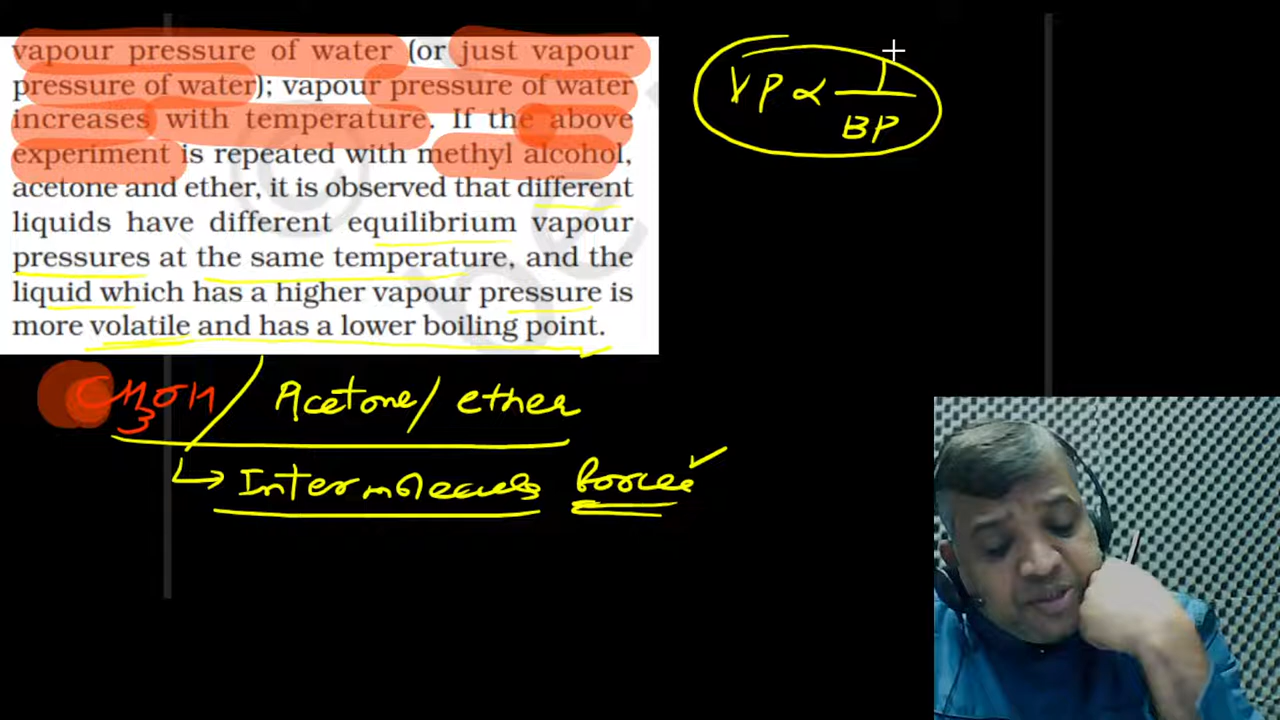 vapour pressure of water (or just vapour
pressure of water); vapour pressure of water
increases with temperature. If the above
experiment is repeated with methyl alcohol,
acetone and ether, it is observed that different
liquids have different equilibrium vapour
pressures at the same temperature, and the
liquid which has a higher vapour pressure is
more volatile and has a lower boiling point.
VP ∝ 1/BP
CH3OH / Acetone / ether
↳ Intermolecular forces ✓